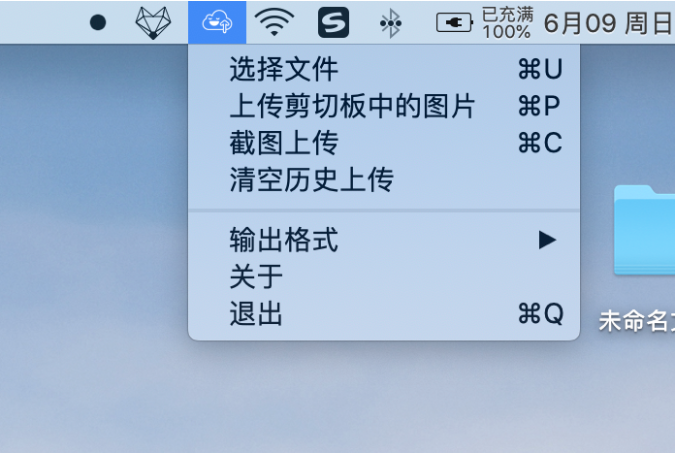 已充满
100%
6月09 周日
选择文件 ⌘U
上传剪切板中的图片 ⌘P
截图上传 ⌘C
清空历史上传
输出格式 ▶
关于
退出 ⌘Q
未命名